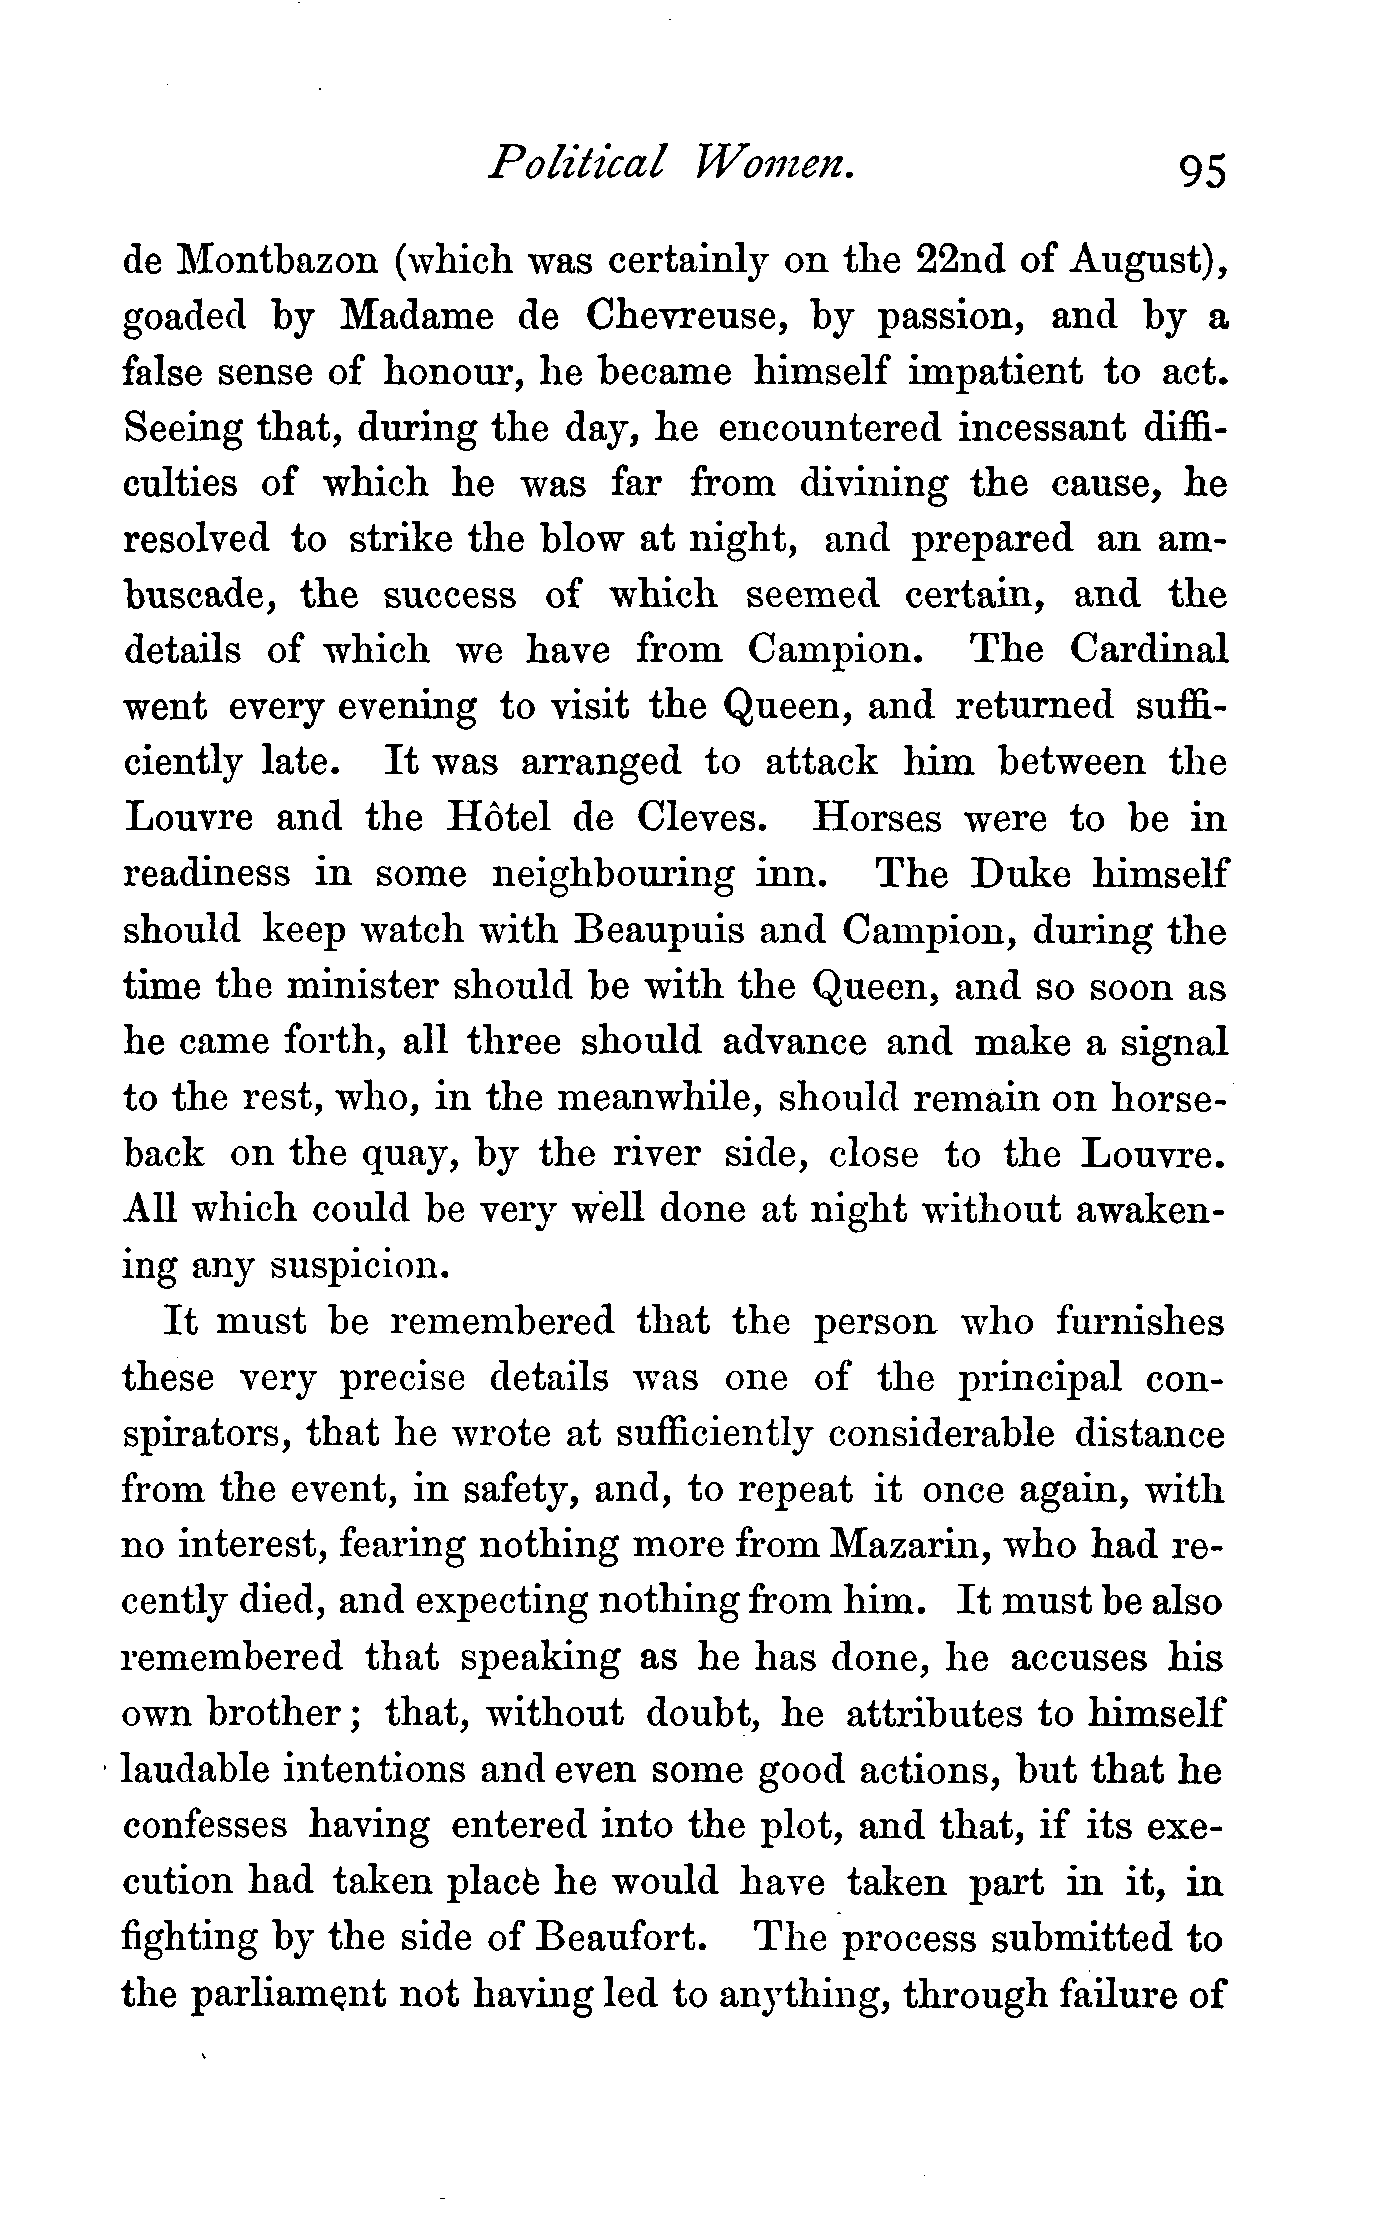 Political Women. 95
de Montbazon (which was certainly on the 22nd of August),
goaded by Madame de Chevreuse, by passion, and by a
false sense of honour, he became himself impatient to act.
Seeing that, during the day, he encountered incessant diffi-
culties of which he was far from divining the cause, he
resolved to strike the blow at night, and prepared an am-
buscade, the success of which seemed certain, and the
details of which we have from Campion. The Cardinal
went every evening to visit the Queen, and returned suffi-
ciently late. It was arranged to attack him between the
Louvre and the Hôtel de Cleves. Horses were to be in
readiness in some neighbouring inn. The Duke himself
should keep watch with Beaupuis and Campion, during the
time the minister should be with the Queen, and so soon as
he came forth, all three should advance and make a signal
to the rest, who, in the meanwhile, should remain on horse-
back on the quay, by the river side, close to the Louvre.
All which could be very well done at night without awaken-
ing any suspicion.
It must be remembered that the person who furnishes
these very precise details was one of the principal con-
spirators, that he wrote at sufficiently considerable distance
from the event, in safety, and, to repeat it once again, with
no interest, fearing nothing more from Mazarin, who had re-
cently died, and expecting nothing from him. It must be also
remembered that speaking as he has done, he accuses his
own brother; that, without doubt, he attributes to himself
laudable intentions and even some good actions, but that he
confesses having entered into the plot, and that, if its exe-
cution had taken place he would have taken part in it, in
fighting by the side of Beaufort. The process submitted to
the parliament not having led to anything, through failure of